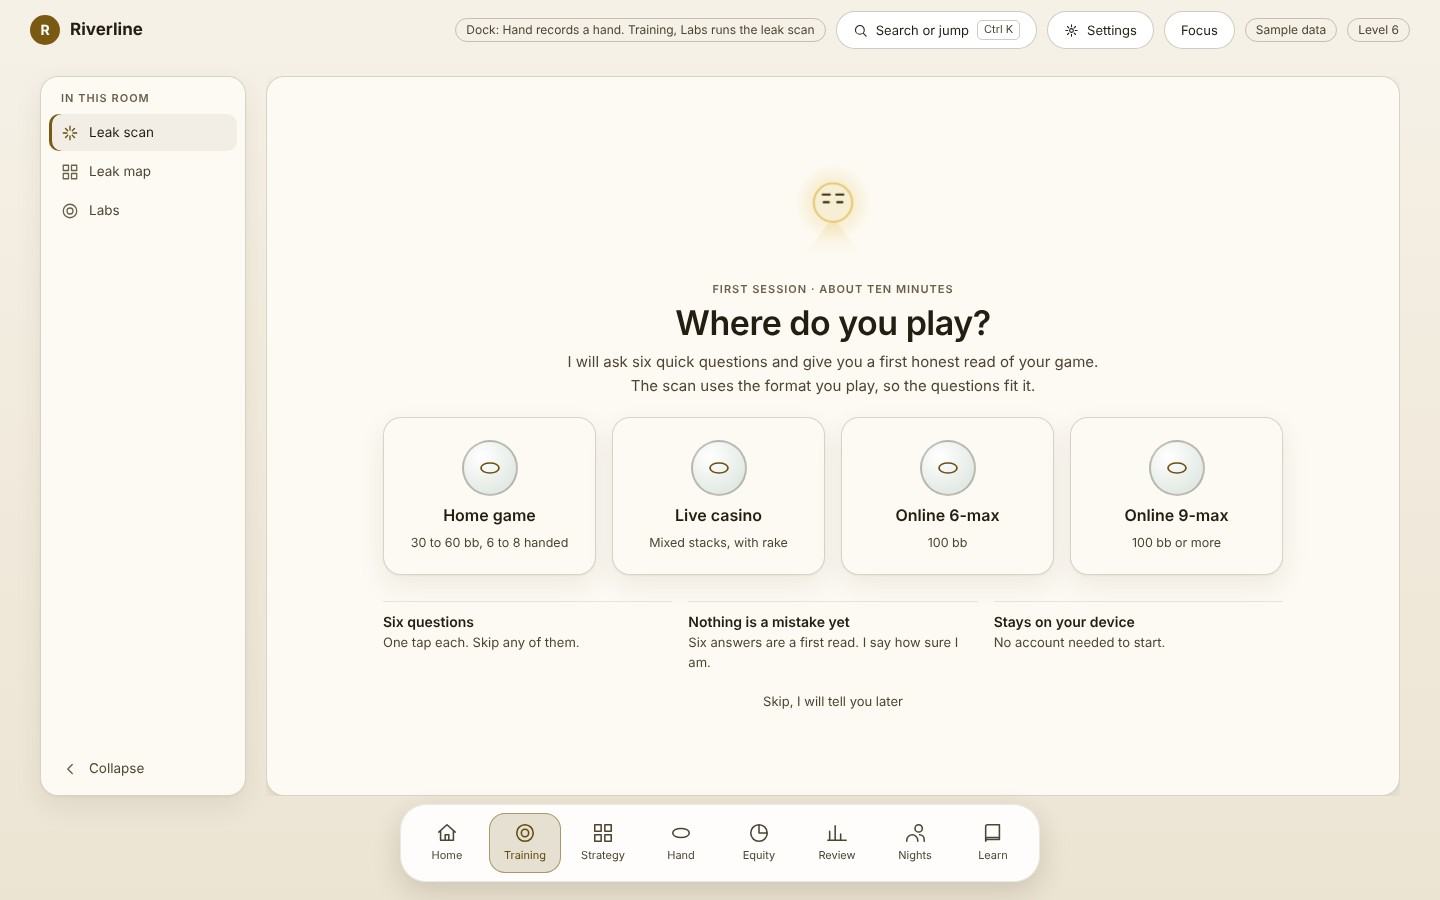 R Riverline
Dock: Hand records a hand. Training, Labs runs the leak scan
Search or jump Ctrl K
Settings
Focus
Sample data
Level 6
IN THIS ROOM
Leak scan
Leak map
Labs
Collapse
FIRST SESSION · ABOUT TEN MINUTES
Where do you play?
I will ask six quick questions and give you a first honest read of your game.
The scan uses the format you play, so the questions fit it.
Home game
30 to 60 bb, 6 to 8 handed
Live casino
Mixed stacks, with rake
Online 6-max
100 bb
Online 9-max
100 bb or more
Six questions
One tap each. Skip any of them.
Nothing is a mistake yet
Six answers are a first read. I say how sure I
am.
Stays on your device
No account needed to start.
Skip, I will tell you later
Home
Training
Strategy
Hand
Equity
Review
Nights
Learn